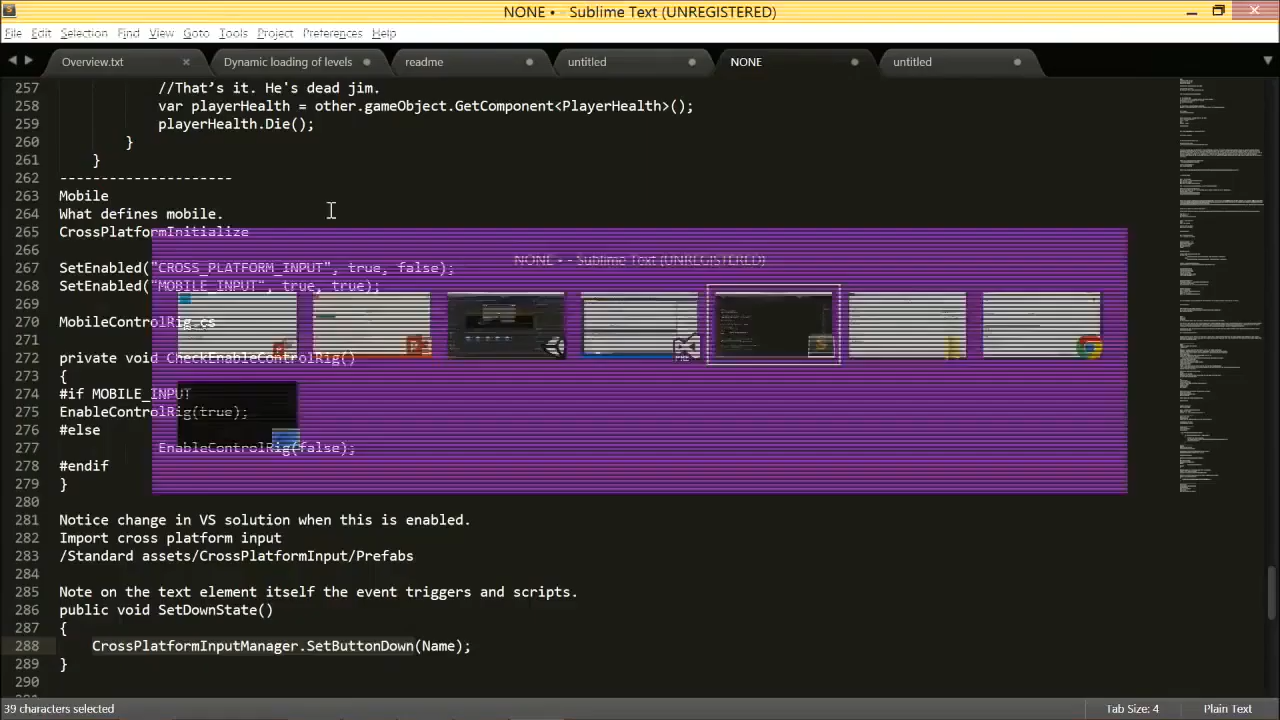 NONE • - Sublime Text (UNREGISTERED)
File Edit Selection Find View Goto Tools Project Preferences Help
Overview.txt Dynamic loading of levels readme untitled NONE untitled
257 //That's it. He's dead jim.
258 var playerHealth = other.gameObject.GetComponent<PlayerHealth>();
259 playerHealth.Die();
260 }
261 }
262 ---------------------
263 Mobile
264 What defines mobile.
265 CrossPlatformInitialize
266
NONE • - Sublime Text (UNREGISTERED)
267 SetEnabled("CROSS_PLATFORM_INPUT", true, false);
268 SetEnabled("MOBILE_INPUT", true, true);
269
270 MobileControlRig.cs
271
272 private void CheckEnableControlRig()
273 {
274 #if MOBILE_INPUT
275 EnableControlRig(true);
276 #else
277 EnableControlRig(false);
278 #endif
279 }
280
281 Notice change in VS solution when this is enabled.
282 Import cross platform input
283 /Standard assets/CrossPlatformInput/Prefabs
284
285 Note on the text element itself the event triggers and scripts.
286 public void SetDownState()
287 {
288 CrossPlatformInputManager.SetButtonDown(Name);
289 }
290
39 characters selected Tab Size: 4 Plain Text